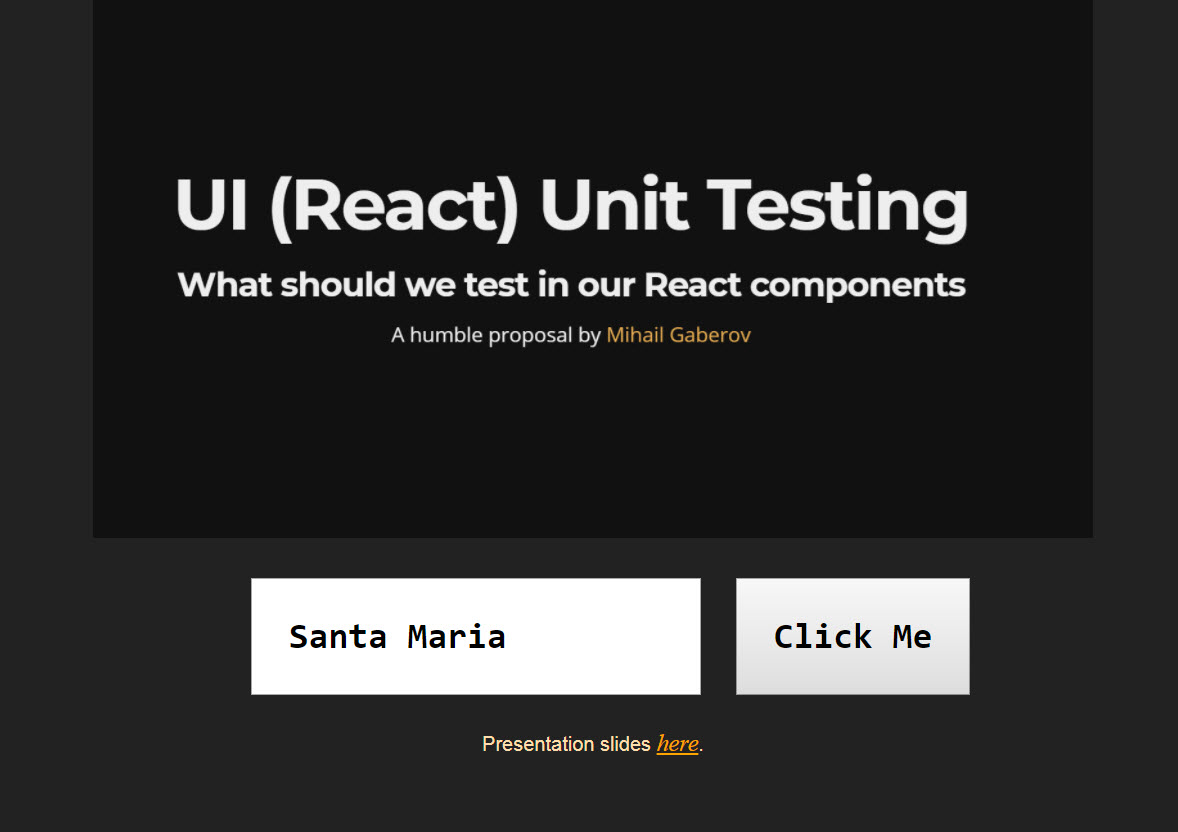 UI (React) Unit Testing
What should we test in our React components
A humble proposal by Mihail Gaberov
Santa Maria
Click Me
Presentation slides here.